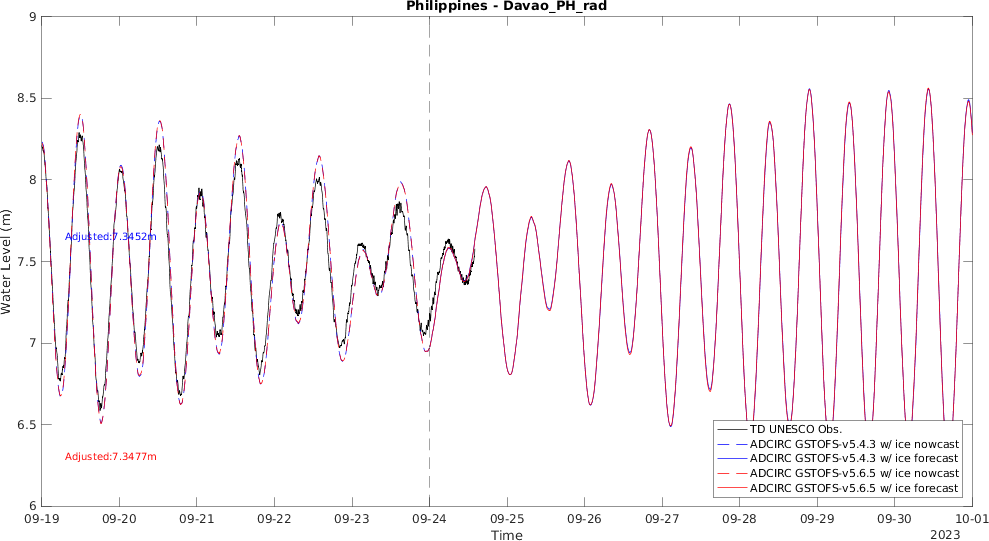 Philippines - Davao_PH_rad
Water Level (m)
9
8.5
8
7.5
7
6.5
6
Adjusted:7.3452m
Adjusted:7.3477m
TD UNESCO Obs.
ADCIRC GSTOFS-v5.4.3 w/ ice nowcast
ADCIRC GSTOFS-v5.4.3 w/ ice forecast
ADCIRC GSTOFS-v5.6.5 w/ ice nowcast
ADCIRC GSTOFS-v5.6.5 w/ ice forecast
09-19 09-20 09-21 09-22 09-23 09-24 09-25 09-26 09-27 09-28 09-29 09-30 10-01
Time
2023